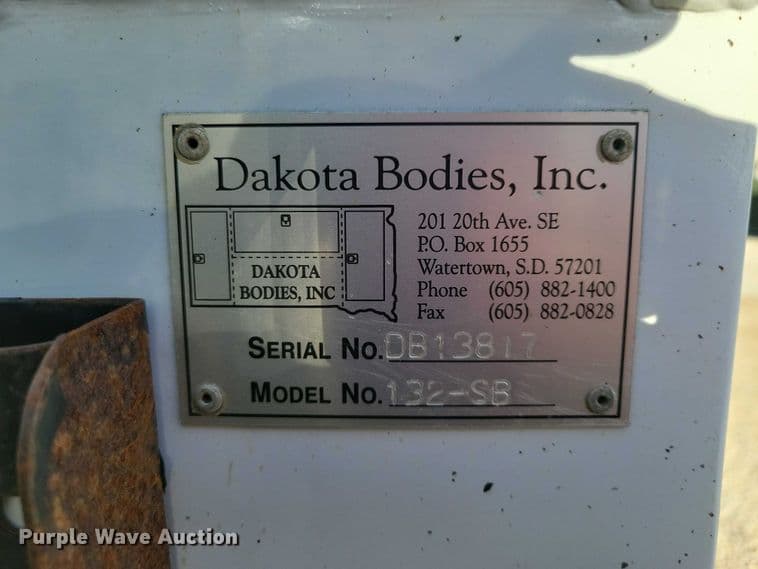 Dakota Bodies, Inc.
DAKOTA
BODIES, INC
201 20th Ave. SE
P.O. Box 1655
Watertown, S.D. 57201
Phone (605) 882-1400
Fax (605) 882-0828
SERIAL NO. DB13817
MODEL NO. 132-SB
Purple Wave Auction